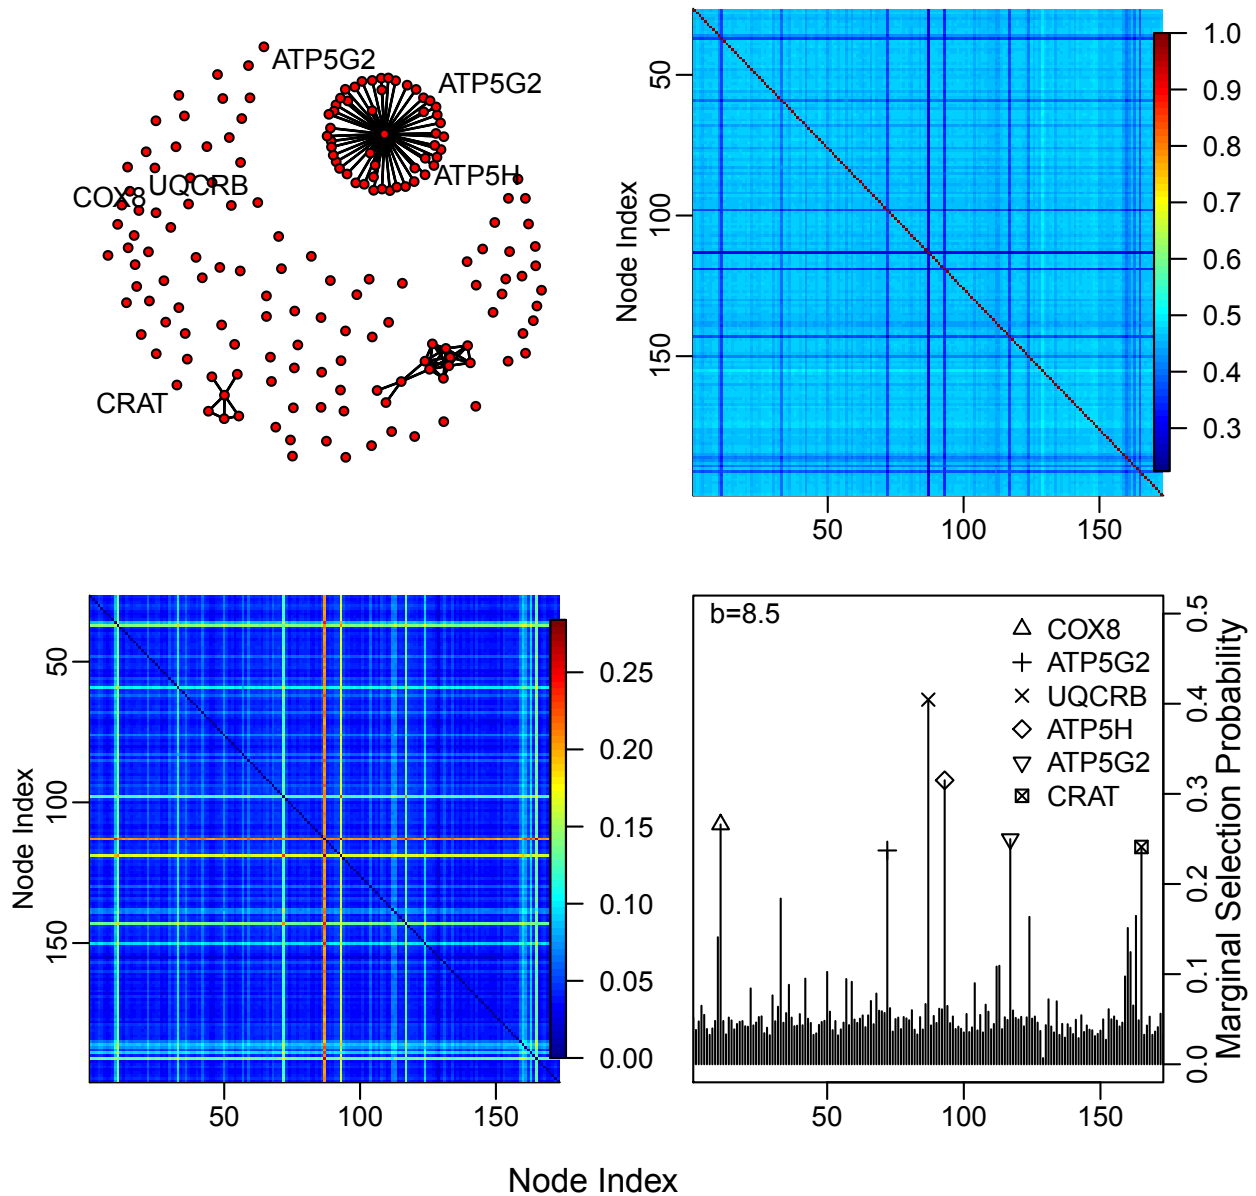 ATP5G2
ATP5G2
ATP5H
UQCRB
COX8
CRAT
Node Index
50
100
150
50
100
150
1.0
0.9
0.8
0.7
0.6
0.5
0.4
0.3
Node Index
50
100
150
50
100
150
0.25
0.20
0.15
0.10
0.05
0.00
b=8.5
COX8
ATP5G2
UQCRB
ATP5H
ATP5G2
CRAT
50
100
150
0.5
0.4
0.3
0.2
0.1
0.0
Marginal Selection Probability
Node Index